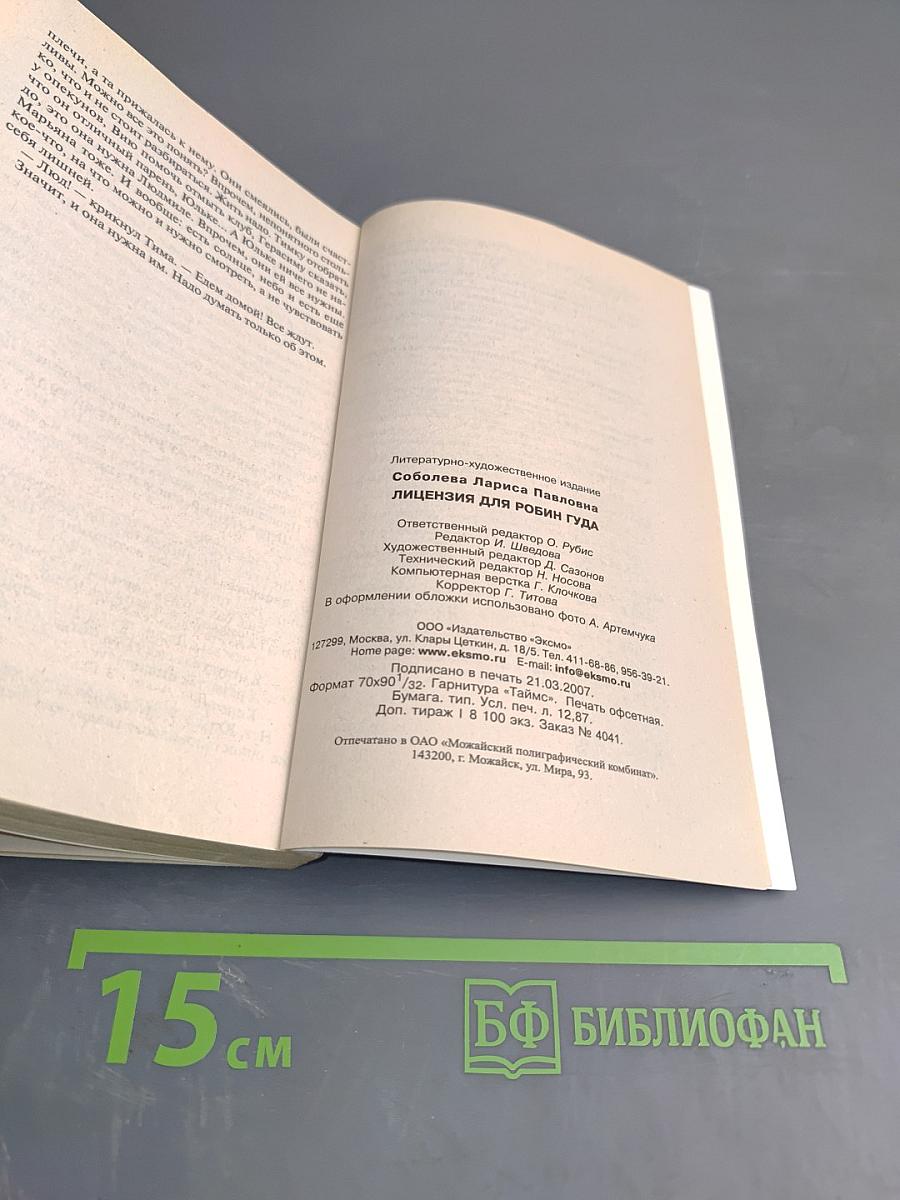 плечи, а та прижалась к нему. Они смеялись, были счаст-
ливы. Можно все это понять? Впрочем, непонятного столь-
ко, что и не стоит разбираться. Жить надо. Тимку отобрать
у опекунов, Вию помочь отмыть клуб, Герасиму сказать,
что он отличный парень, Юльке... А Юльке ничего не на-
до, это она нужна Людмиле. Впрочем, они ей все нужны.
Марьяна тоже. И вообще: есть солнце, небо и есть еще
кое-что, на что можно и нужно смотреть, а не чувствовать
себя лишней.
— Люд! — крикнул Тима. — Едем домой! Все ждут.
Значит, и она нужна им. Надо думать только об этом.
Литературно-художественное издание
Соболева Лариса Павловна
ЛИЦЕНЗИЯ ДЛЯ РОБИН ГУДА
Ответственный редактор О. Рубис
Редактор И. Шведова
Художественный редактор Д. Сазонов
Технический редактор Н. Носова
Компьютерная верстка Г. Клочкова
Корректор Г. Титова
В оформлении обложки использовано фото А. Артемчука
ООО «Издательство «Эксмо»
127299, Москва, ул. Клары Цеткин, д. 18/5. Тел. 411-68-86, 956-39-21.
Home page: www.eksmo.ru E-mail: info@eksmo.ru
Подписано в печать 21.03.2007.
Формат 70x90 1/32. Гарнитура «Таймс». Печать офсетная.
Бумага. тип. Усл. печ. л. 12,87.
Доп. тираж I 8 100 экз. Заказ № 4041.
Отпечатано в ОАО «Можайский полиграфический комбинат».
143200, г. Можайск, ул. Мира, 93.
15 см
БФ БИБЛИОФАН